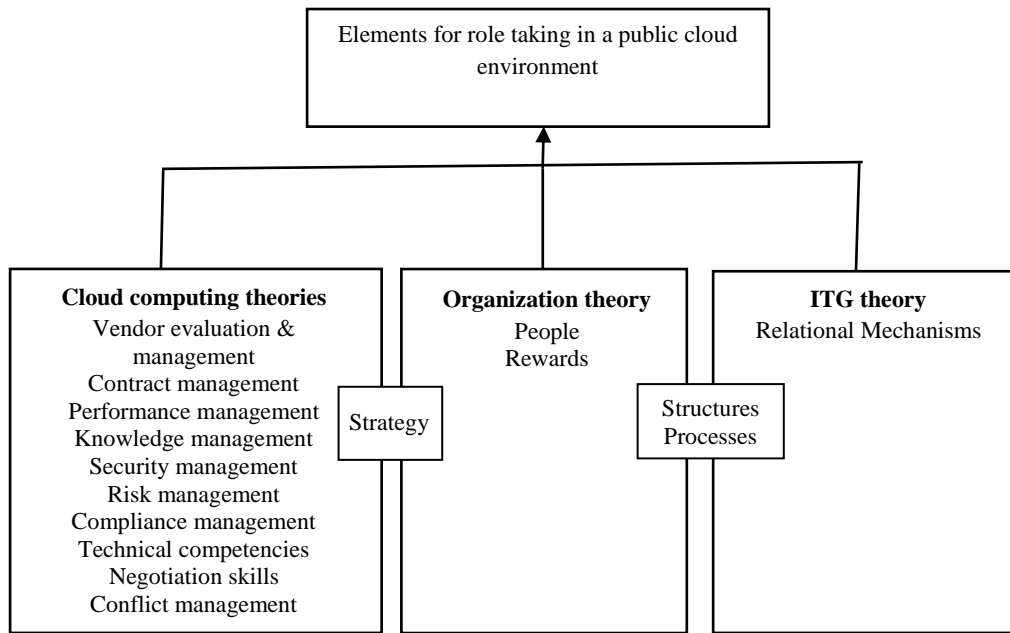 Elements for role taking in a public cloud
environment
Cloud computing theories
Vendor evaluation &
management
Contract management
Performance management
Knowledge management
Security management
Risk management
Compliance management
Technical competencies
Negotiation skills
Conflict management
Strategy
Organization theory
People
Rewards
Structures
Processes
ITG theory
Relational Mechanisms